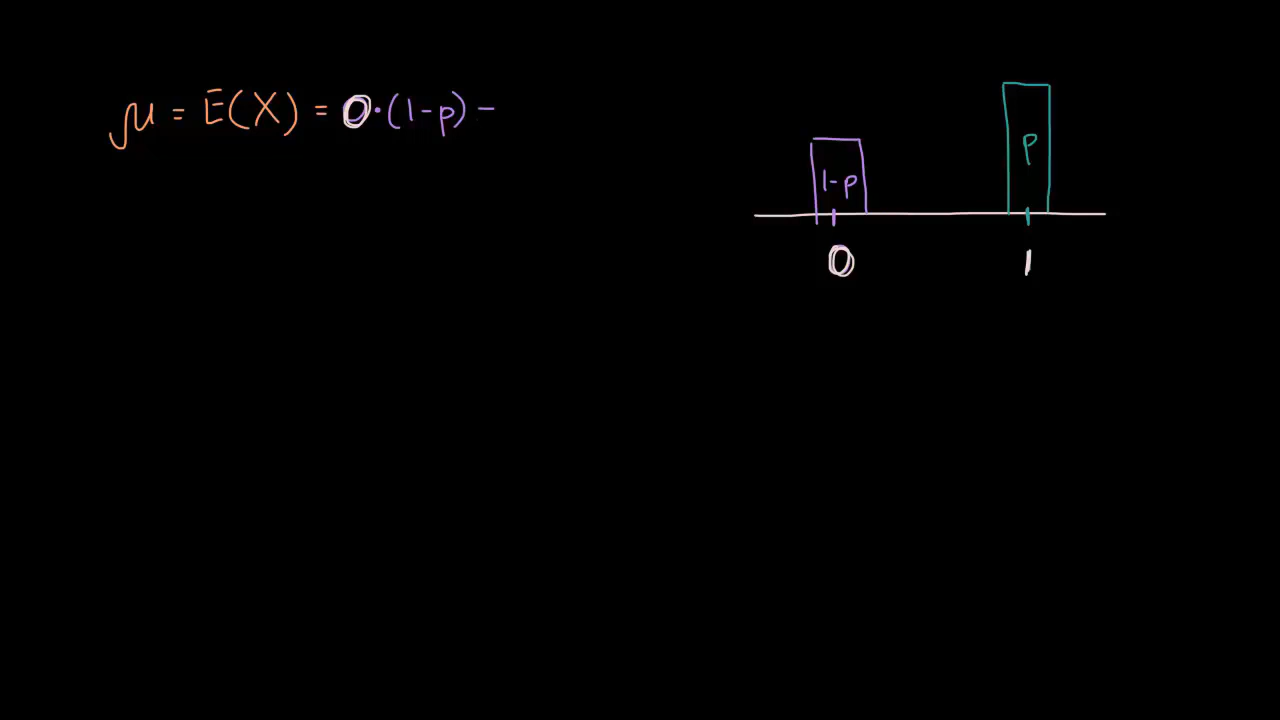 μ = E(X) = 0·(1-p) -
1-p
p
0 1